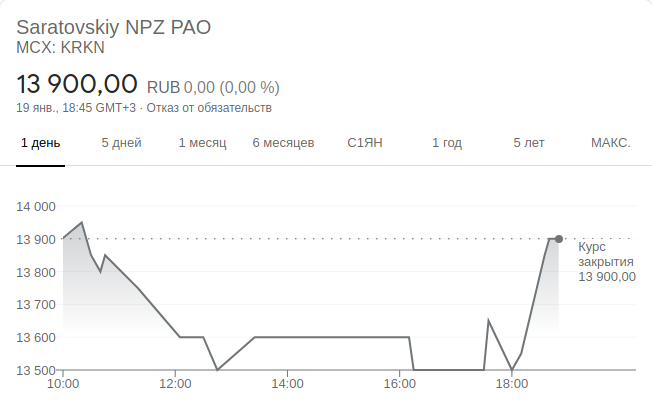 Saratovskiy NPZ PAO
MCX: KRKN
13 900,00 RUB 0,00 (0,00 %)
19 янв., 18:45 GMT+3 · Отказ от обязательств
1 день 5 дней 1 месяц 6 месяцев С1ЯН 1 год 5 лет МАКС.
14 000
13 900
Курс
закрытия
13 900,00
13 800
13 700
13 600
13 500
10:00 12:00 14:00 16:00 18:00